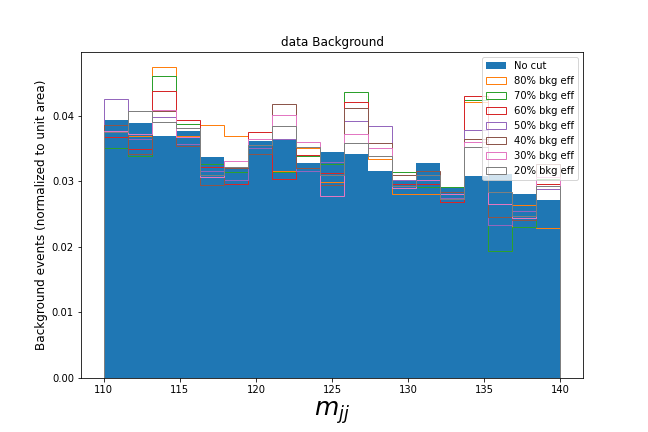 data Background
Background events (normalized to unit area)
0.04
0.03
0.02
0.01
0.00
No cut
80% bkg eff
70% bkg eff
60% bkg eff
50% bkg eff
40% bkg eff
30% bkg eff
20% bkg eff
110 115 120 125 130 135 140
m_{jj}